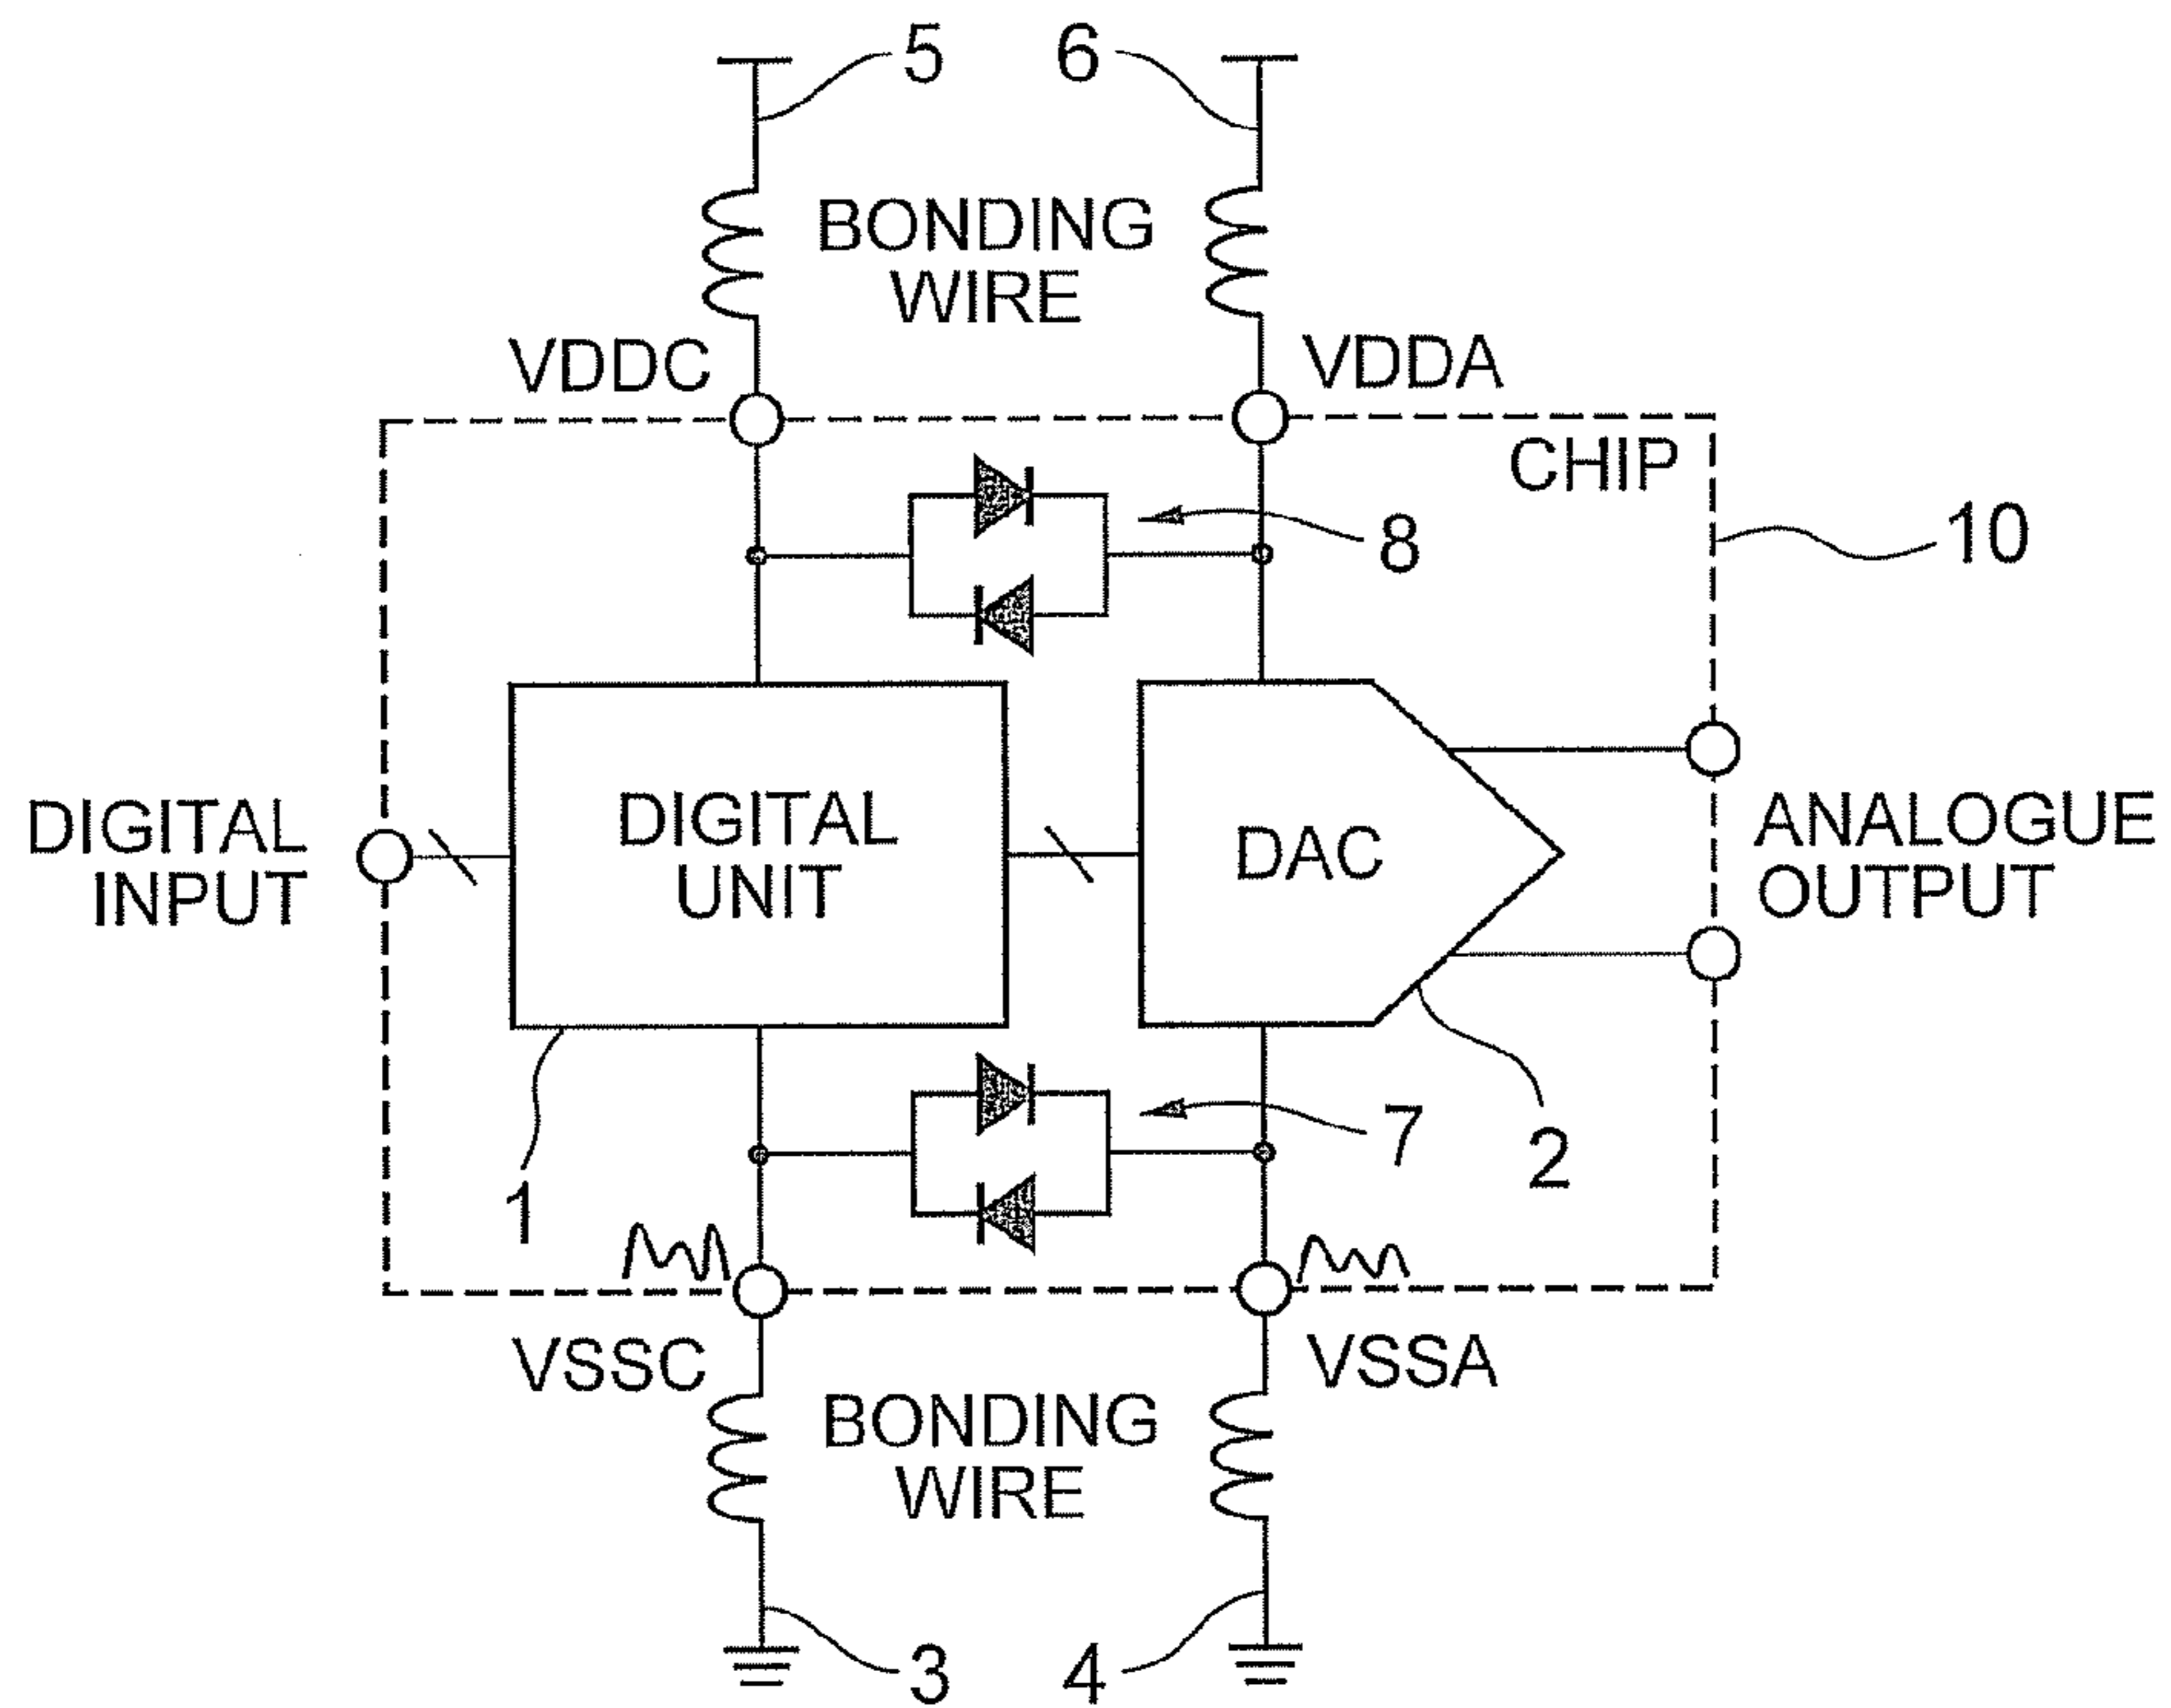 5
6
BONDING
WIRE
VDDC
VDDA
CHIP
8
10
DIGITAL
INPUT
DIGITAL
UNIT
DAC
ANALOGUE
OUTPUT
7
2
1
VSSC
VSSA
BONDING
WIRE
3
4